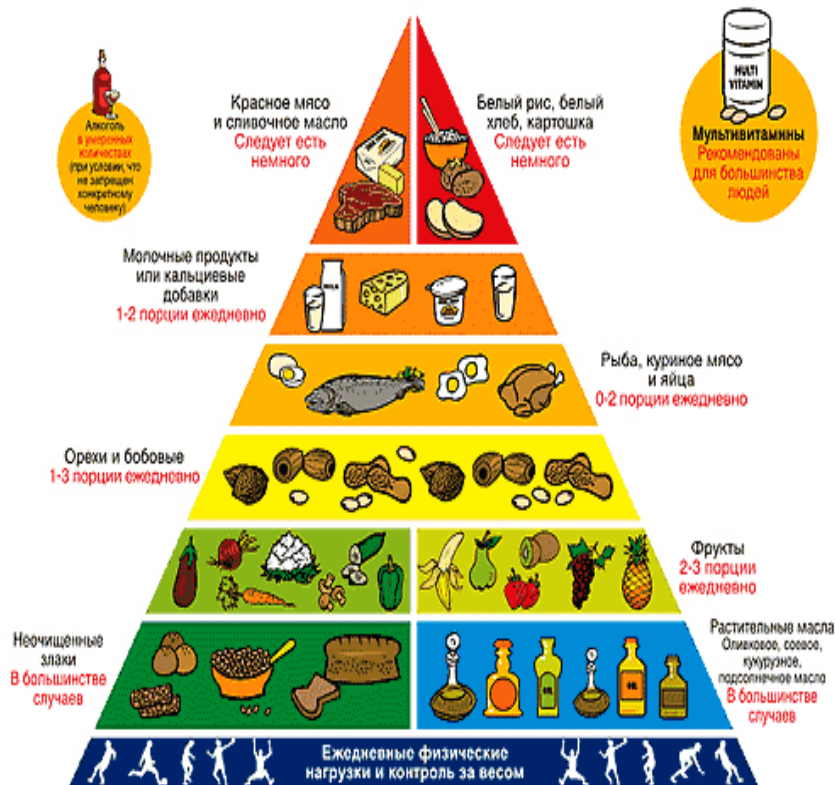 Алкоголь
в умеренных
количествах
(при условии, что
не запрещен
конкретному
человеку)
Красное мясо
и сливочное масло
Следует есть
немного
Белый рис, белый
хлеб, картошка
Следует есть
немного
MULTI
VITAMIN
Мультивитамины
Рекомендованы
для большинства
людей
Молочные продукты
или кальциевые
добавки
1-2 порции ежедневно
MILK
Рыба, куриное мясо
и яйца
0-2 порции ежедневно
Орехи и бобовые
1-3 порции ежедневно
Фрукты
2-3 порции
ежедневно
Неочищенные
злаки
В большинстве
случаев
Растительные масла
Оливковое, соевое,
кукурузное,
подсолнечное масло
В большинстве
случаев
Ежедневные физические
нагрузки и контроль за весом